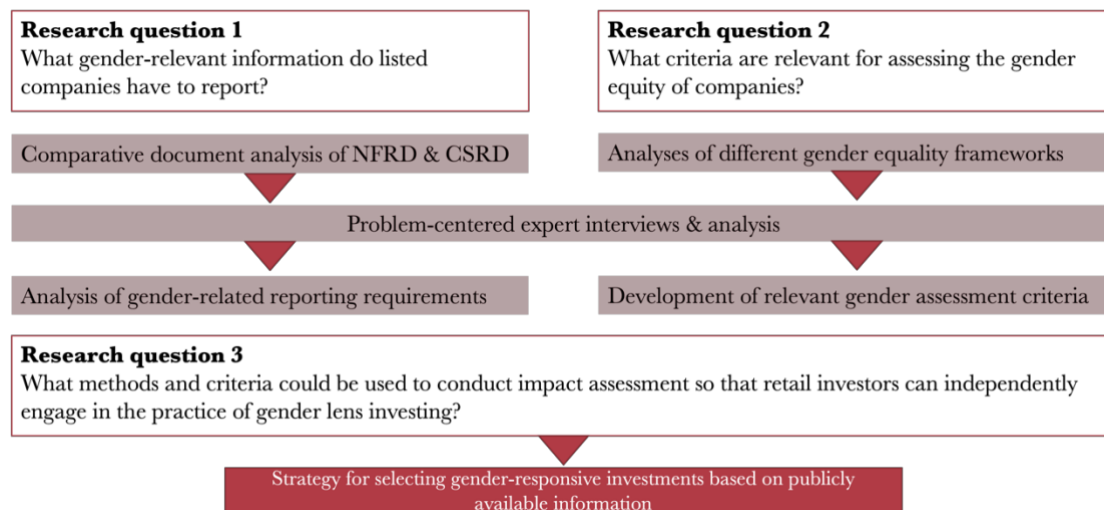 Research question 1
What gender-relevant information do listed
companies have to report?
Research question 2
What criteria are relevant for assessing the gender
equity of companies?
Comparative document analysis of NFRD & CSRD
Analyses of different gender equality frameworks
Problem-centered expert interviews & analysis
Analysis of gender-related reporting requirements
Development of relevant gender assessment criteria
Research question 3
What methods and criteria could be used to conduct impact assessment so that retail investors can independently
engage in the practice of gender lens investing?
Strategy for selecting gender-responsive investments based on publicly
available information